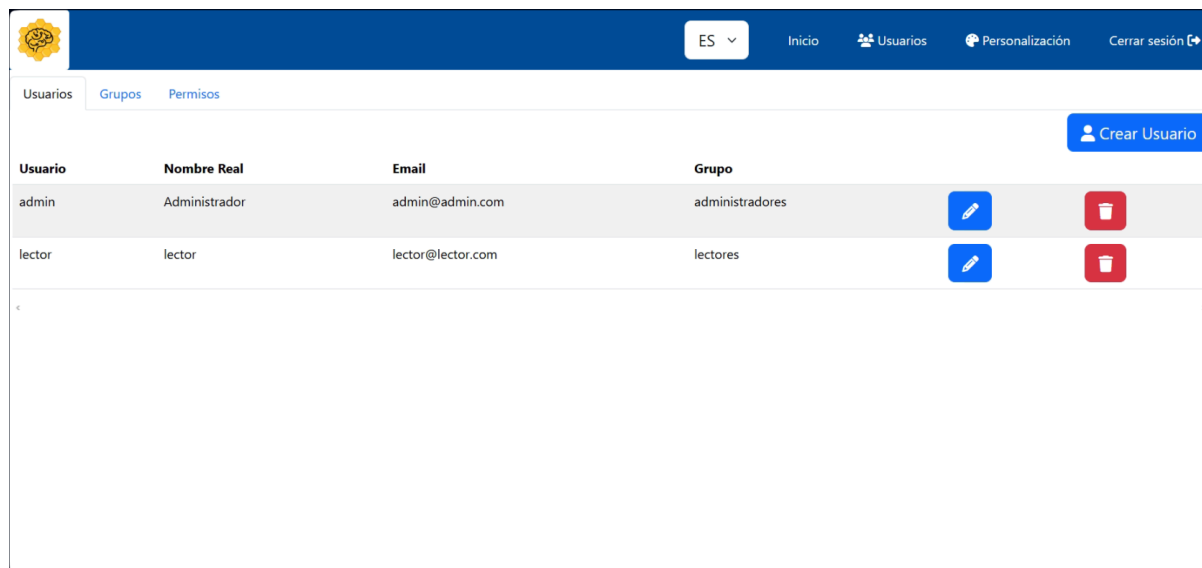 ES Inicio Usuarios Personalización Cerrar sesión
Usuarios Grupos Permisos
Crear Usuario
Usuario Nombre Real Email Grupo
admin Administrador admin@admin.com administradores
lector lector lector@lector.com lectores